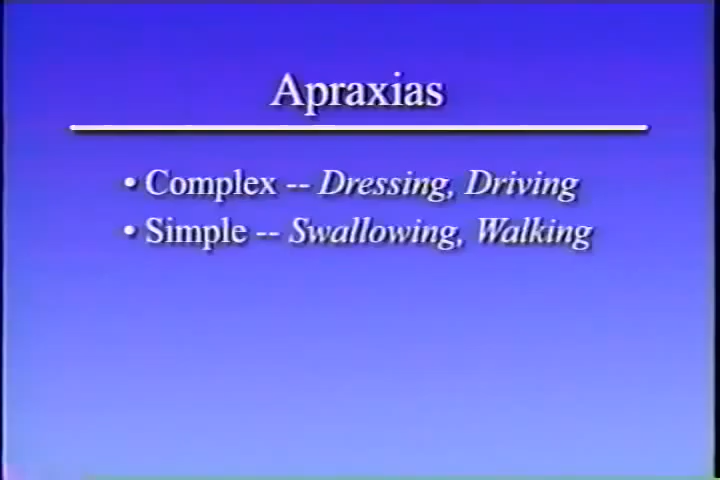 Apraxias
• Complex -- Dressing, Driving
• Simple -- Swallowing, Walking